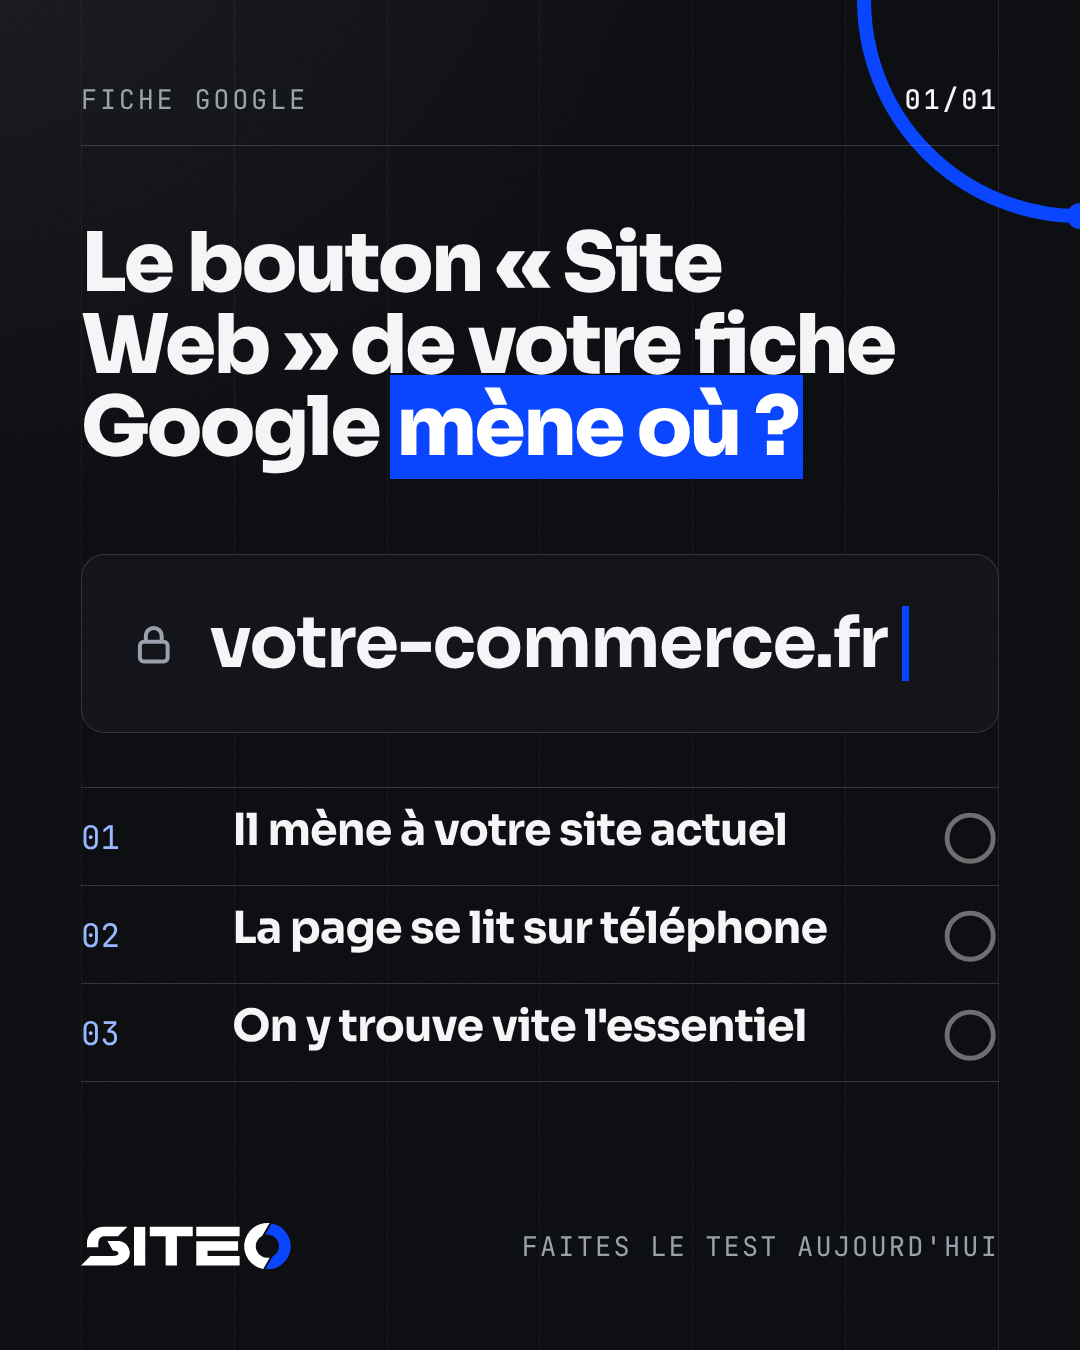 FICHE GOOGLE
01/01
Le bouton « Site
Web » de votre fiche
Google mène où ?
votre-commerce.fr
01 Il mène à votre site actuel
02 La page se lit sur téléphone
03 On y trouve vite l'essentiel
SITEO
FAITES LE TEST AUJOURD'HUI